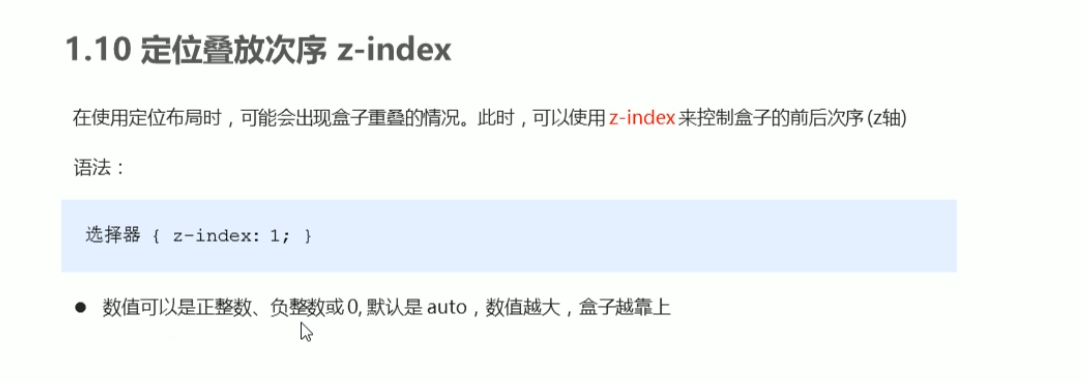 1.10 定位叠放次序 z-index
在使用定位布局时，可能会出现盒子重叠的情况。此时，可以使用 z-index 来控制盒子的前后次序 (z轴)
语法：
选择器 { z-index: 1; }
● 数值可以是正整数、负整数或 0, 默认是 auto，数值越大，盒子越靠上